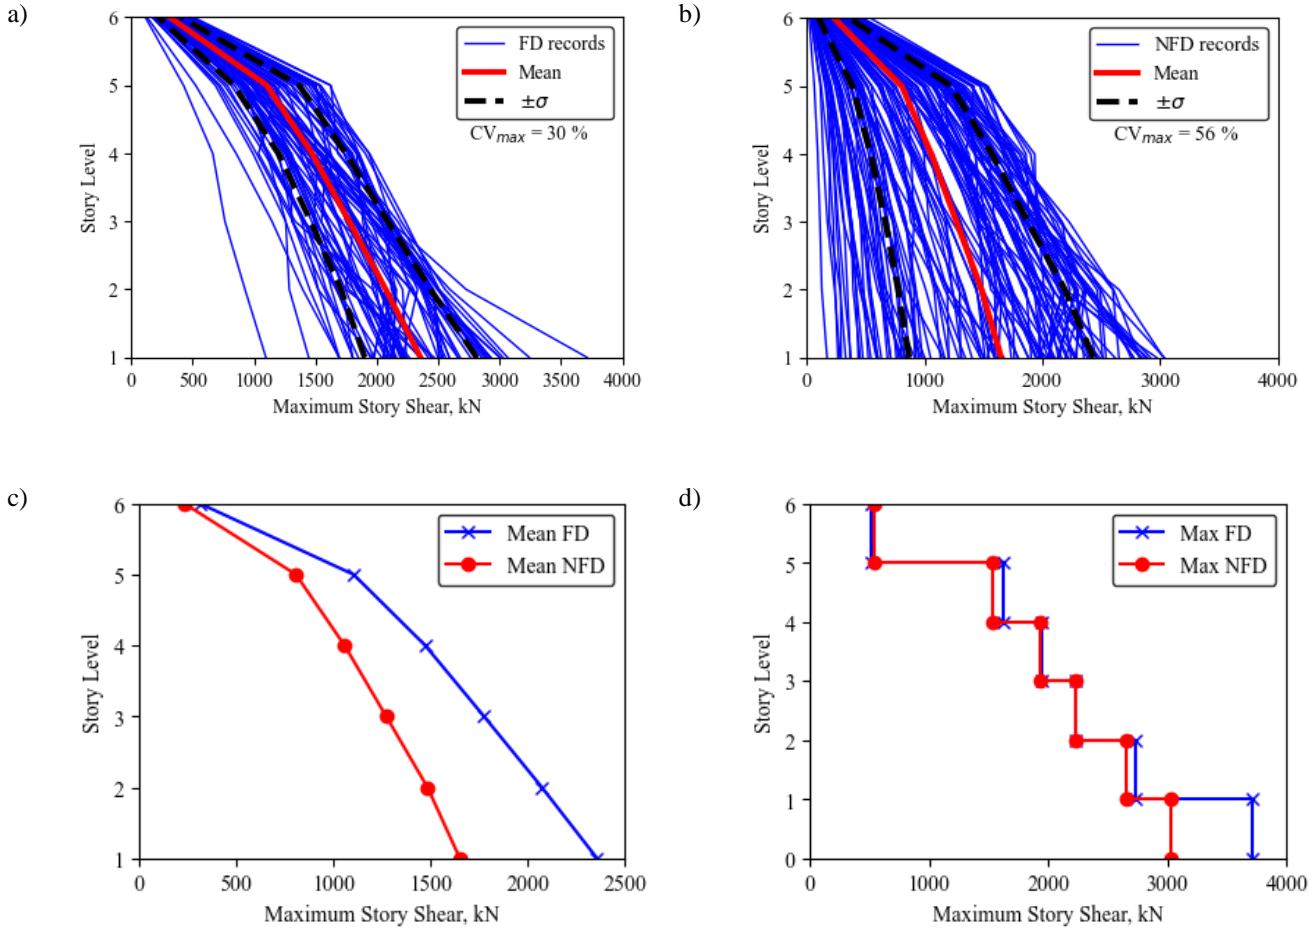 a)
6
5
4
3
2
1
Story Level
FD records
Mean
±σ
CVmax = 30 %
0 500 1000 1500 2000 2500 3000 3500 4000
Maximum Story Shear, kN
b)
6
5
4
3
2
1
Story Level
NFD records
Mean
±σ
CVmax = 56 %
0 1000 2000 3000 4000
Maximum Story Shear, kN
c)
6
5
4
3
2
1
Story Level
Mean FD
Mean NFD
0 500 1000 1500 2000 2500
Maximum Story Shear, kN
d)
6
5
4
3
2
1
0
Story Level
Max FD
Max NFD
0 1000 2000 3000 4000
Maximum Story Shear, kN